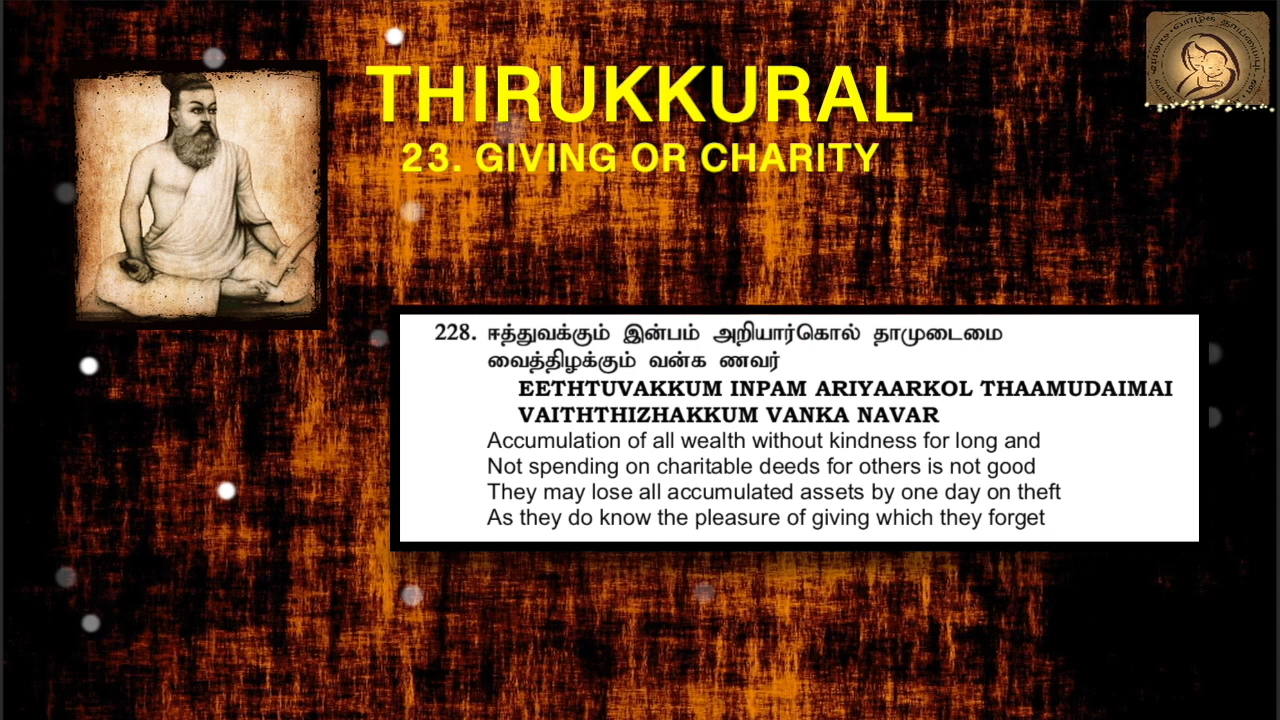 THIRUKKURAL
23. GIVING OR CHARITY
228. ஈத்துவக்கும் இன்பம் அறியார்கொல் தாமுடைமை
வைத்திழக்கும் வன்க ணவர்
EETHTUVAKKUM INPAM ARIYAARKOL THAAMUDAIMAI
VAITHTHIZHAKKUM VANKA NAVAR
Accumulation of all wealth without kindness for long and
Not spending on charitable deeds for others is not good
They may lose all accumulated assets by one day on theft
As they do know the pleasure of giving which they forget